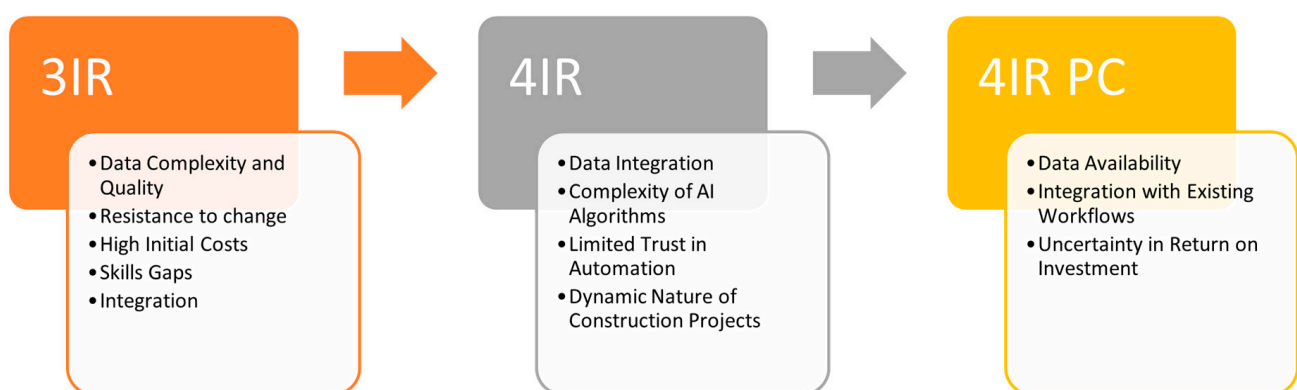 3IR
• Data Complexity and
Quality
• Resistance to change
• High Initial Costs
• Skills Gaps
• Integration
4IR
• Data Integration
• Complexity of AI
Algorithms
• Limited Trust in
Automation
• Dynamic Nature of
Construction Projects
4IR PC
• Data Availability
• Integration with Existing
Workflows
• Uncertainty in Return on
Investment